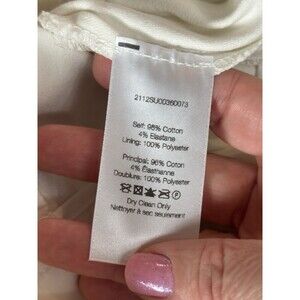 2112SU00360073
Self: 96% Cotton
4% Elastane
Lining: 100% Polyester
Principal: 96% Coton
4% Élasthanne
Doublure: 100% Polyester
Dry Clean Only
Nettoyer à sec seulement